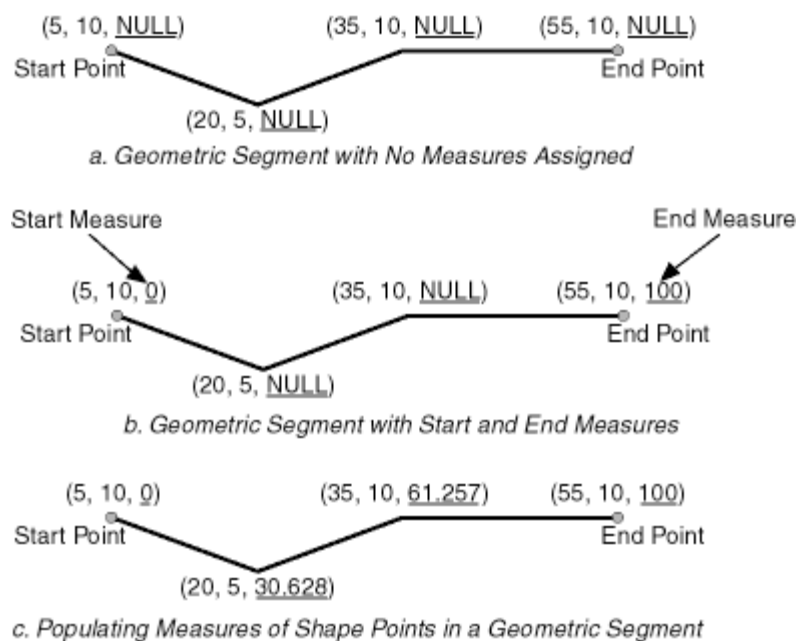 (5, 10, NULL) (35, 10, NULL) (55, 10, NULL)
Start Point End Point
(20, 5, NULL)
a. Geometric Segment with No Measures Assigned
Start Measure End Measure
(5, 10, 0) (35, 10, NULL) (55, 10, 100)
Start Point End Point
(20, 5, NULL)
b. Geometric Segment with Start and End Measures
(5, 10, 0) (35, 10, 61.257) (55, 10, 100)
Start Point End Point
(20, 5, 30.628)
c. Populating Measures of Shape Points in a Geometric Segment